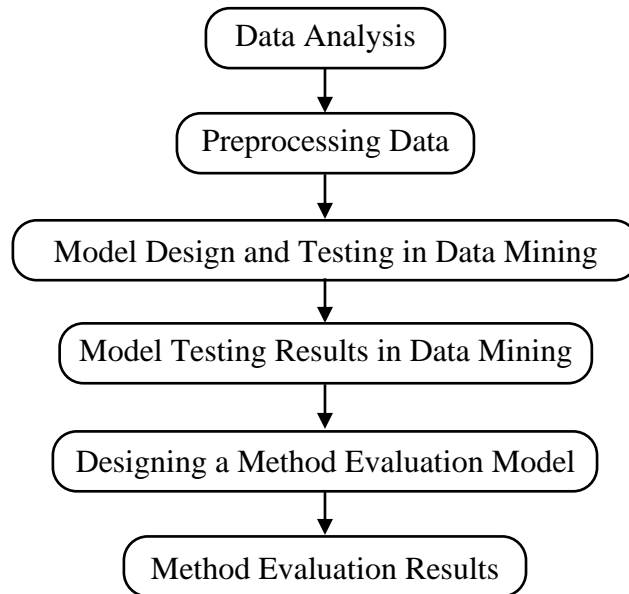 Data Analysis
Preprocessing Data
Model Design and Testing in Data Mining
Model Testing Results in Data Mining
Designing a Method Evaluation Model
Method Evaluation Results